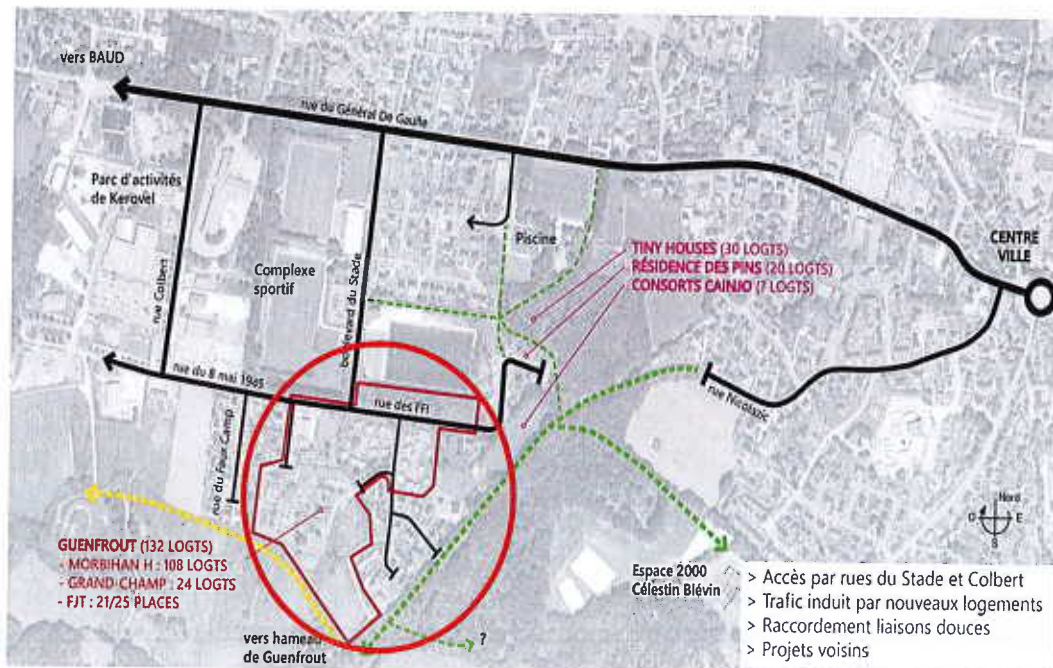 vers BAUD
rue du Général De Gaulle
Parc d'activités
de Kerovel
rue Colbert
Complexe
sportif
boulevard du Stade
Piscine
TINY HOUSES (30 LOGTS)
RÉSIDENCE DES PINS (20 LOGTS)
CONSORTS CAINJO (7 LOGTS)
CENTRE
VILLE
rue du 8 mai 1945
rue des FFI
rue Nicolazic
rue du Faux Camp
GUENFROUT (132 LOGTS)
- MORBIHAN H : 108 LOGTS
- GRAND-CHAMP : 24 LOGTS
- FJT : 21/25 PLACES
vers hameau
de Guenfrout
?
Espace 2000
Célestin Blévin
Nord
O
E
S
> Accès par rues du Stade et Colbert
> Trafic induit par nouveaux logements
> Raccordement liaisons douces
> Projets voisins